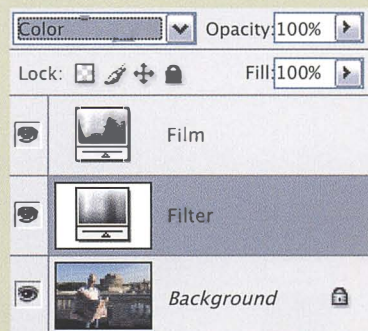 Color Opacity:100%
Lock: Fill:100%
Film
Filter
Background